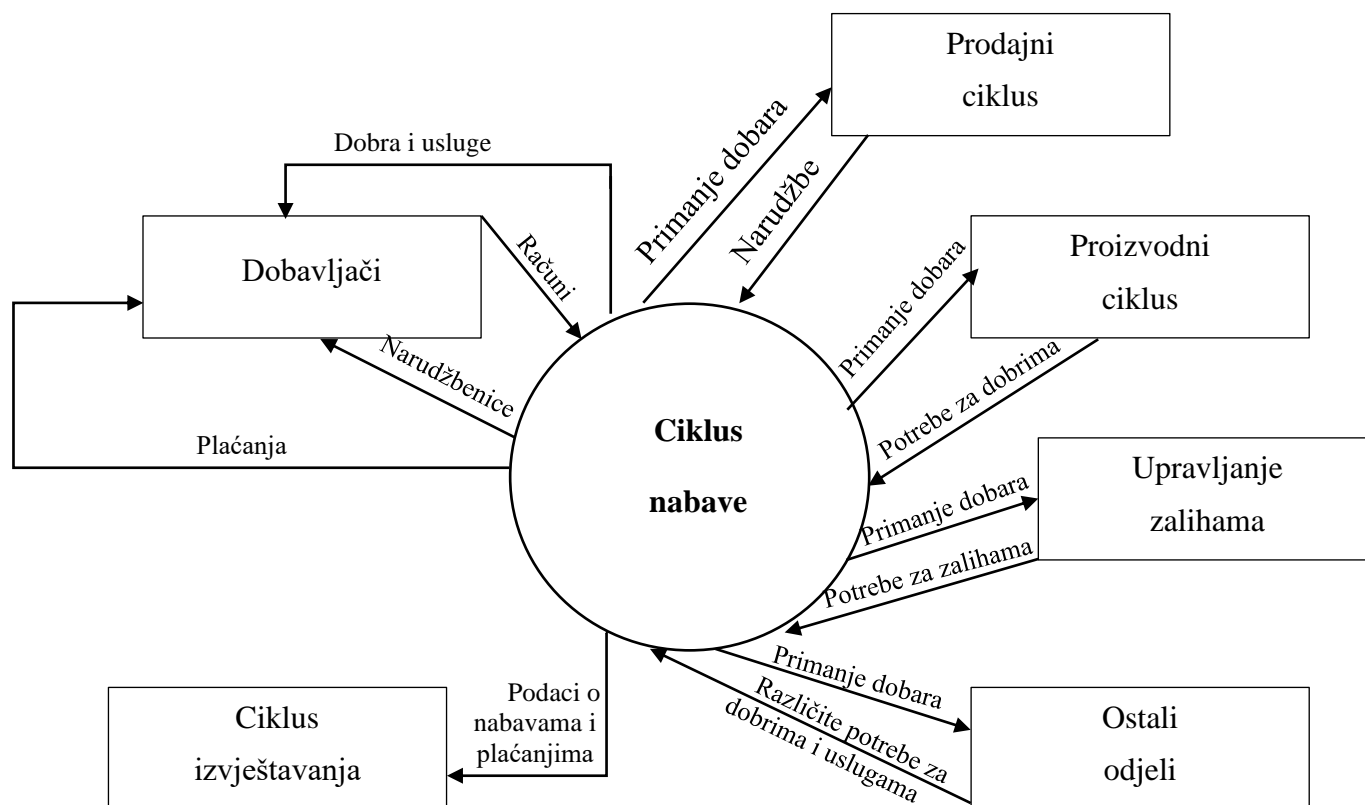 Prodajni
ciklus
Primanje dobara
Narudžbe
Dobra i usluge
Dobavljači
Računi
Narudžbenice
Plaćanja
Proizvodni
ciklus
Primanje dobara
Potrebe za dobrima
Ciklus
nabave
Upravljanje
zalihama
Primanje dobara
Potrebe za zalihama
Ciklus
izvještavanja
Podaci o
nabavama i
plaćanjima
Primanje dobara
Različite potrebe za
dobrima i uslugama
Ostali
odjeli